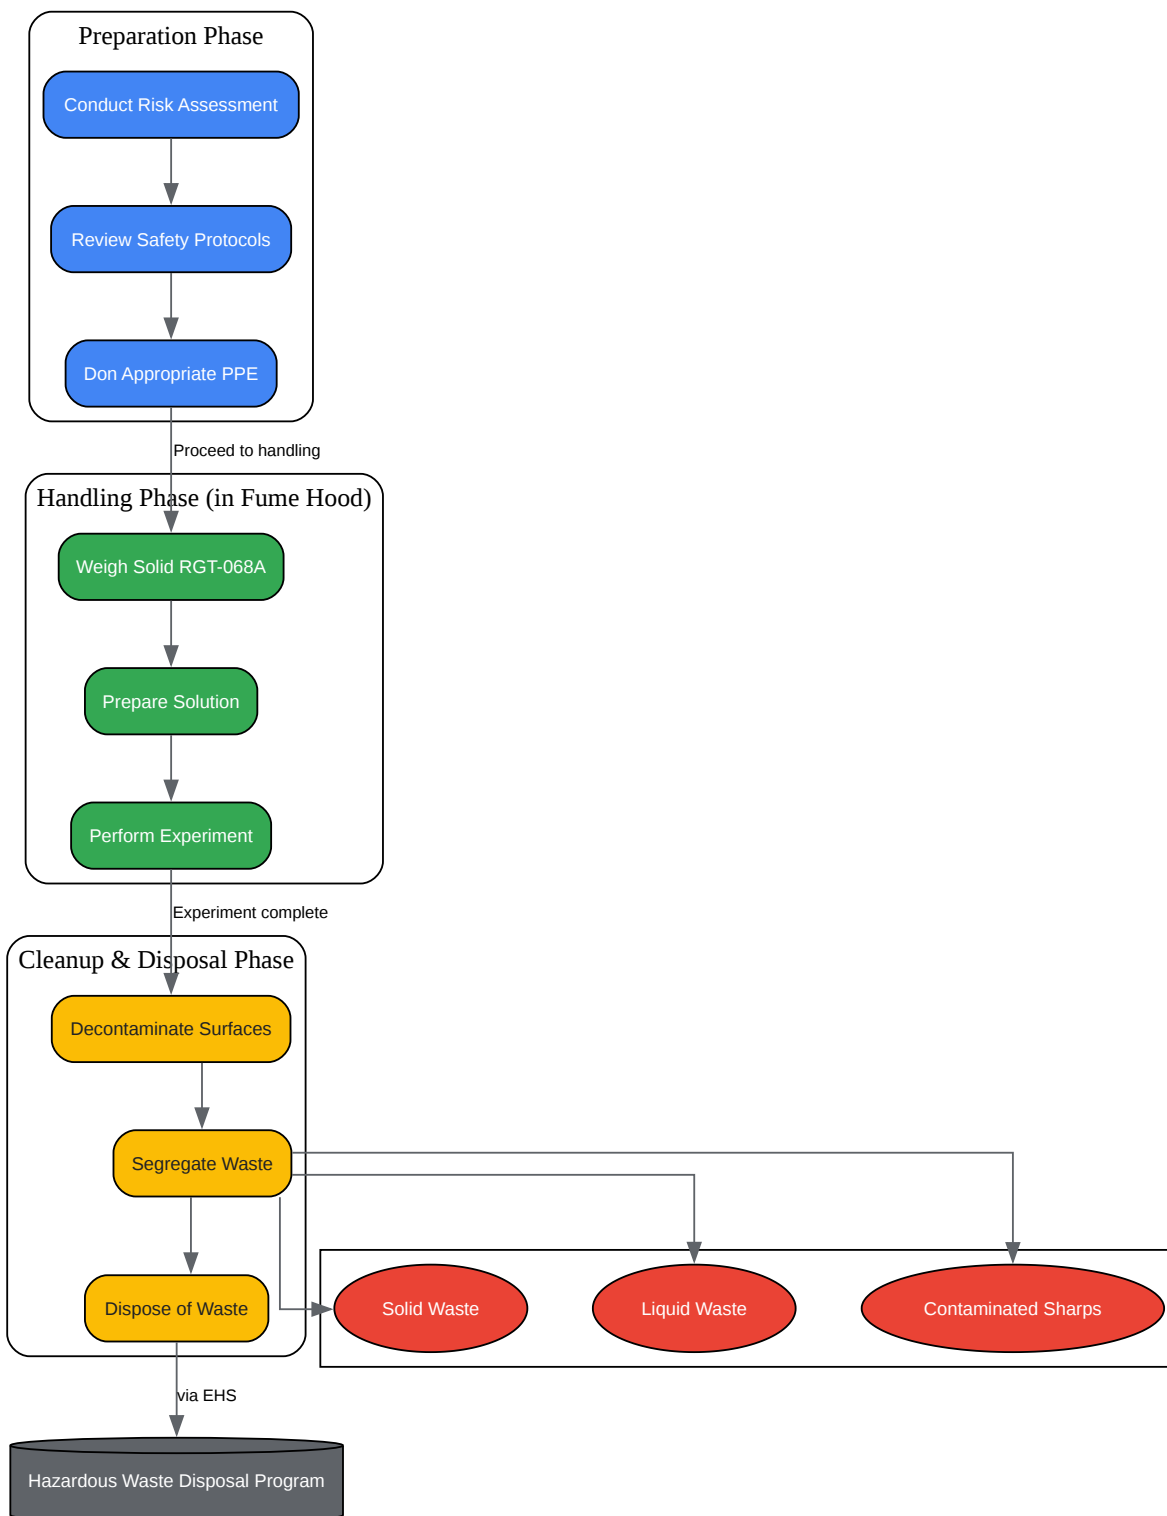 Preparation Phase
Conduct Risk Assessment
Review Safety Protocols
Don Appropriate PPE
Proceed to handling
Handling Phase (in Fume Hood)
Weigh Solid RGT-068A
Prepare Solution
Perform Experiment
Experiment complete
Cleanup & Disposal Phase
Decontaminate Surfaces
Segregate Waste
Dispose of Waste
Solid Waste
Liquid Waste
Contaminated Sharps
via EHS
Hazardous Waste Disposal Program